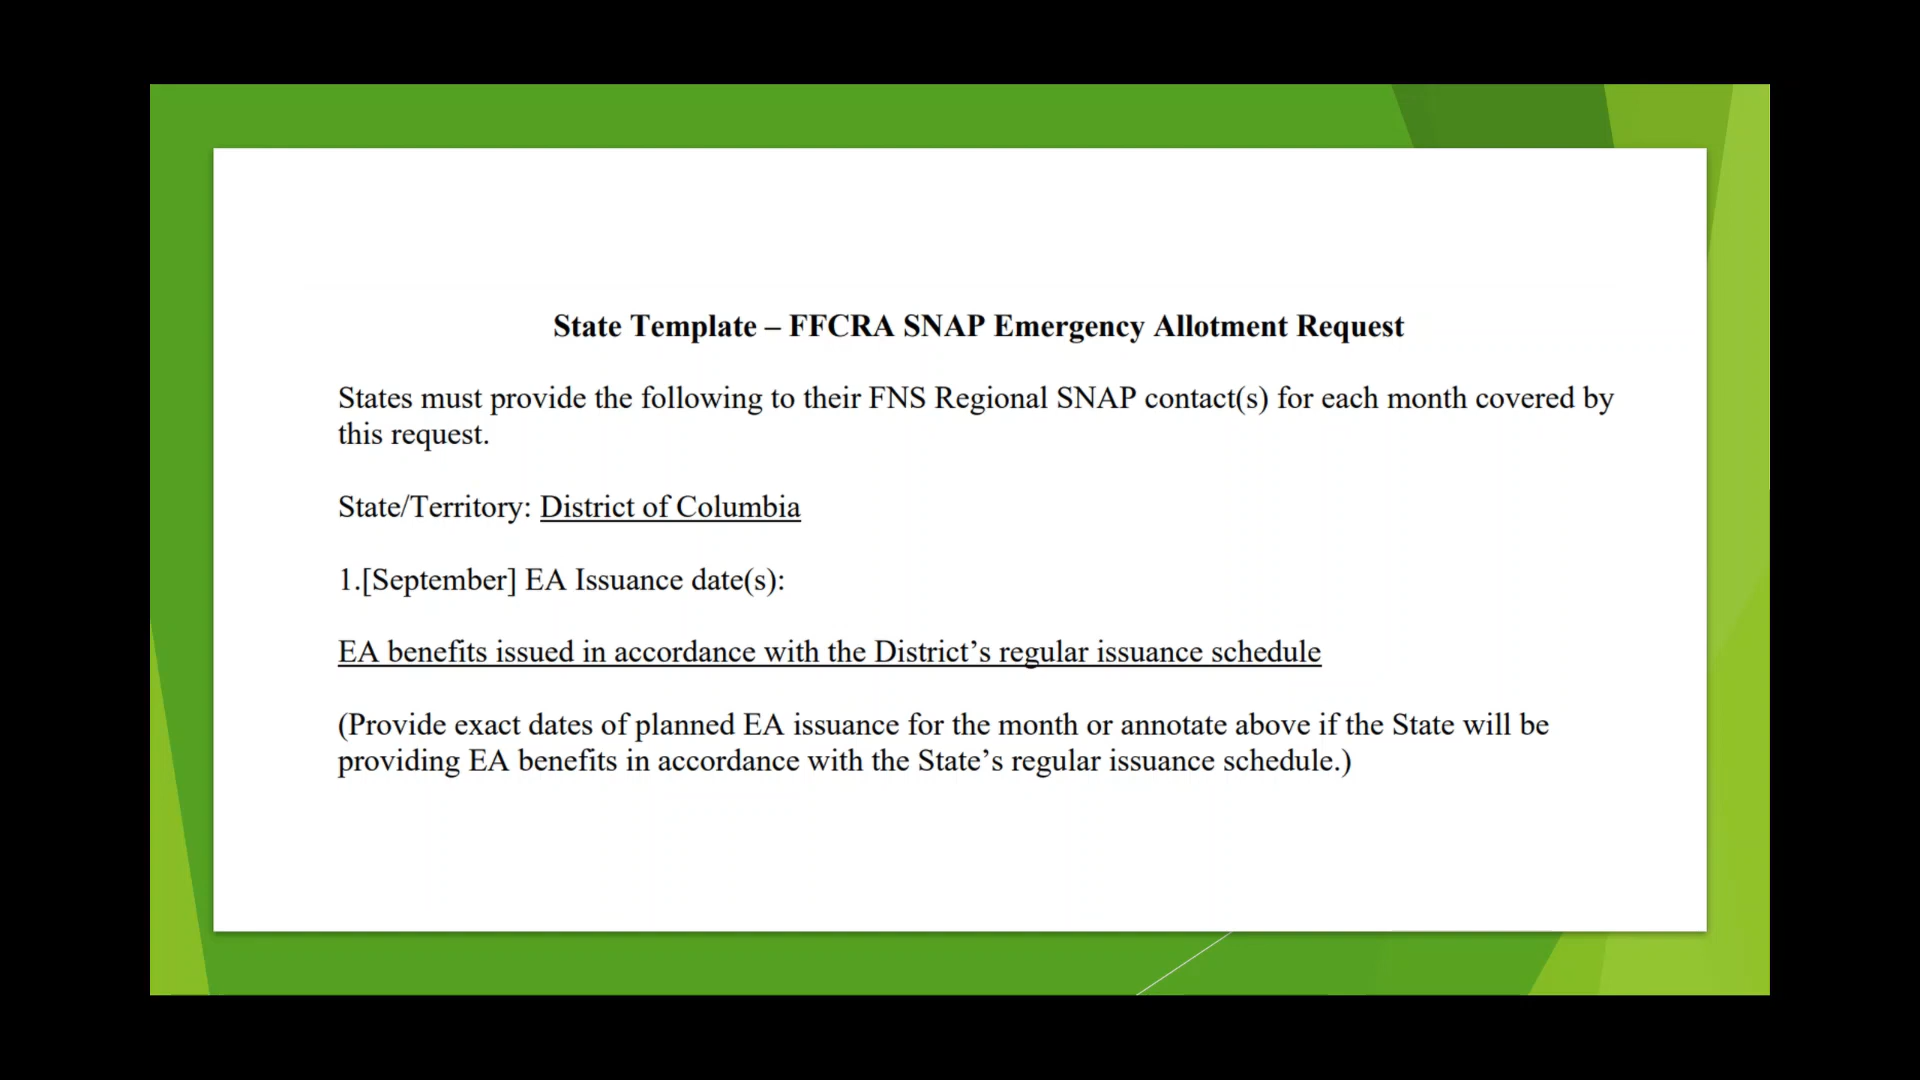 State Template – FFCRA SNAP Emergency Allotment Request
States must provide the following to their FNS Regional SNAP contact(s) for each month covered by
this request.
State/Territory: District of Columbia
1.[September] EA Issuance date(s):
EA benefits issued in accordance with the District’s regular issuance schedule
(Provide exact dates of planned EA issuance for the month or annotate above if the State will be
providing EA benefits in accordance with the State’s regular issuance schedule.)